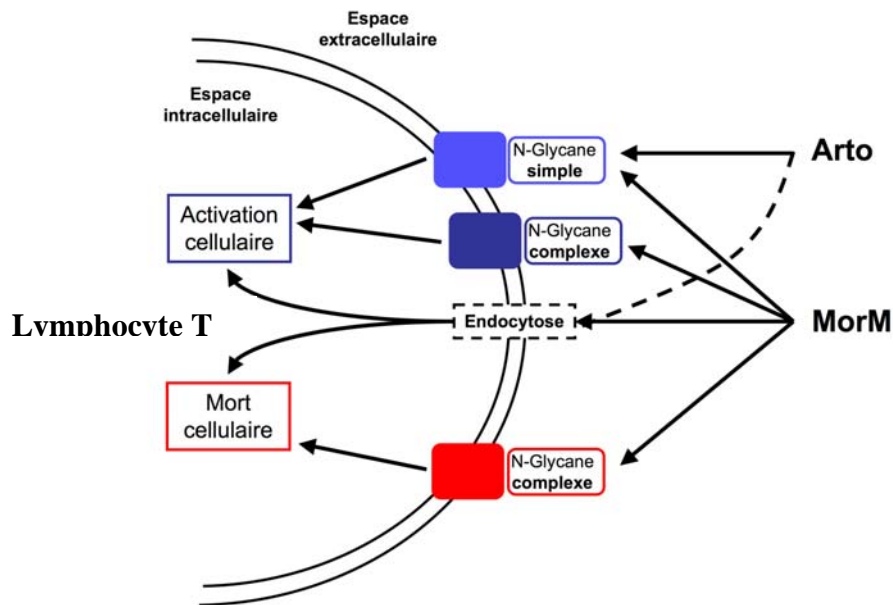 Espace
extracellulaire
Espace
intracellulaire
N-Glycane
simple
Arto
Activation
cellulaire
N-Glycane
complexe
Endocytose
MorM
Lymphocyte T
Mort
cellulaire
N-Glycane
complexe